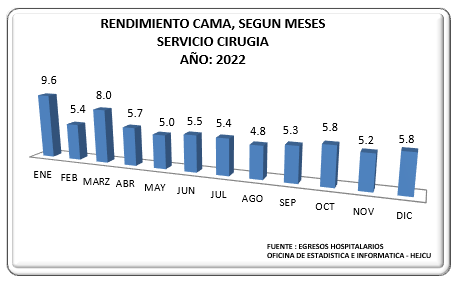 RENDIMIENTO CAMA, SEGUN MESES
SERVICIO CIRUGIA
AÑO: 2022
9.6
5.4
8.0
5.7
5.0
5.5
5.4
4.8
5.3
5.8
5.2
5.8
ENE
FEB
MARZ
ABR
MAY
JUN
JUL
AGO
SEP
OCT
NOV
DIC
FUENTE : EGRESOS HOSPITALARIOS
OFICINA DE ESTADISTICA E INFORMATICA - HEJCU